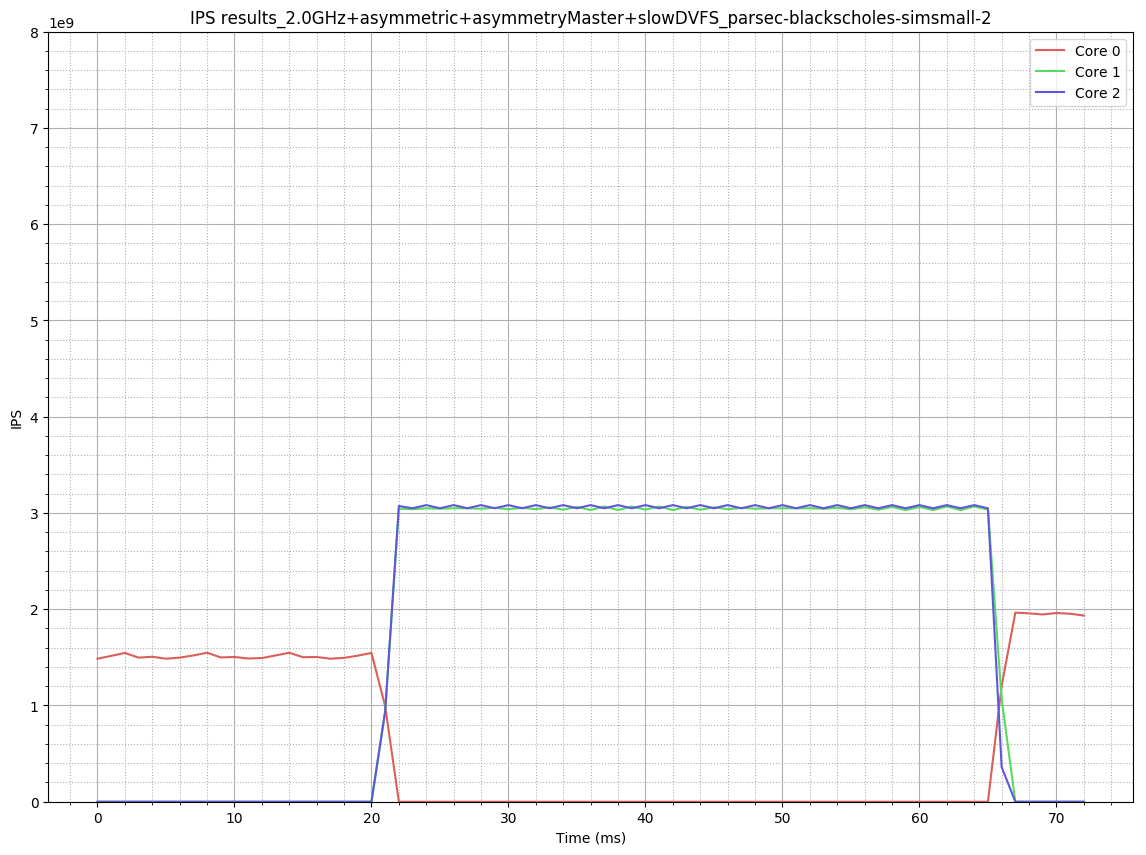 IPS results_2.0GHz+asymmetric+asymmetryMaster+slowDVFS_parsec-blackscholes-simsmall-2
1e9
8
7
6
5
4
3
2
1
0
IPS
Core 0
Core 1
Core 2
0 10 20 30 40 50 60 70
Time (ms)